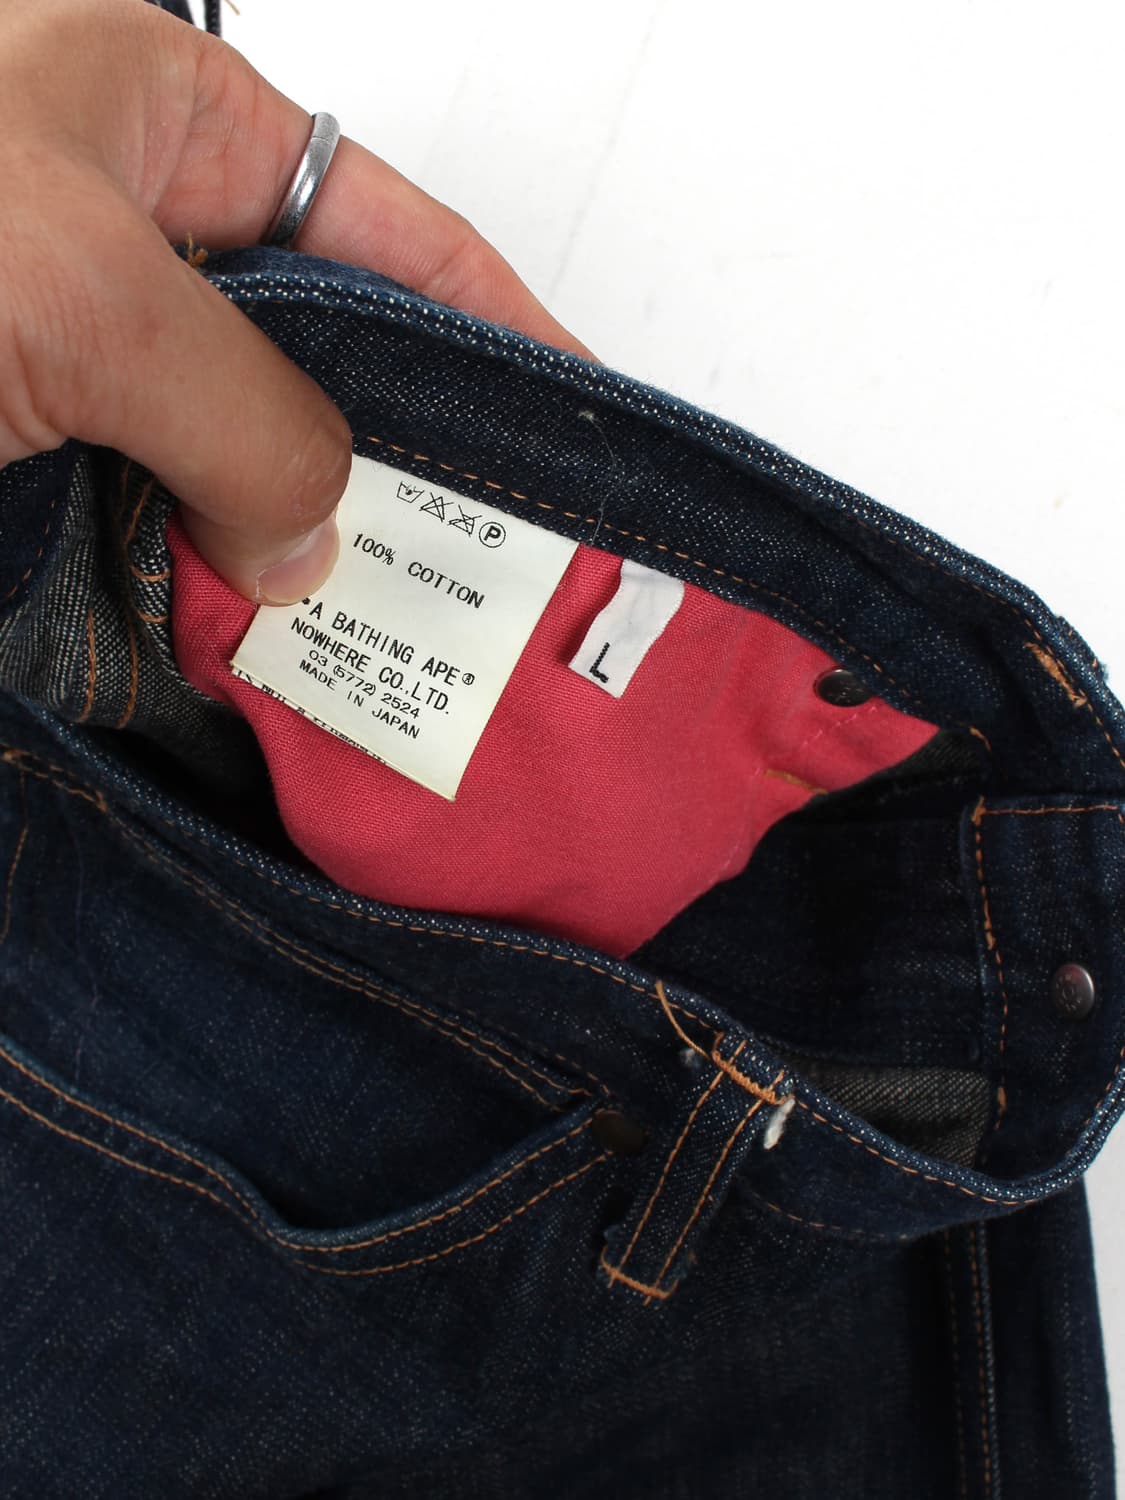 P
100% COTTON
A BATHING APE®
NOWHERE CO.,LTD.
03 (5772) 2524
MADE IN JAPAN
L